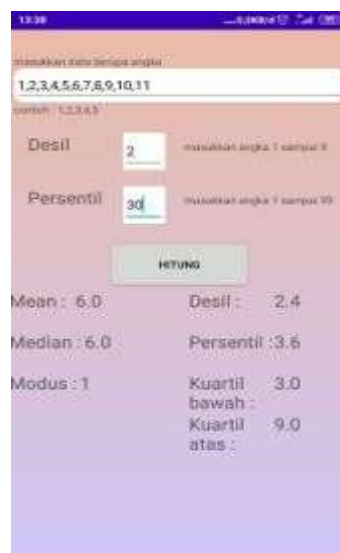 13:38
masukkan data berupa angka
1,2,3,4,5,6,7,8,9,10,11
contoh : 1,2,3,4,5
Desil 2 masukkan angka 1 sampai 9
Persentil 30 masukkan angka 1 sampai 99
HITUNG
Mean : 6.0 Desil : 2.4
Median : 6.0 Persentil :3.6
Modus : 1 Kuartil bawah : 3.0
Kuartil atas : 9.0